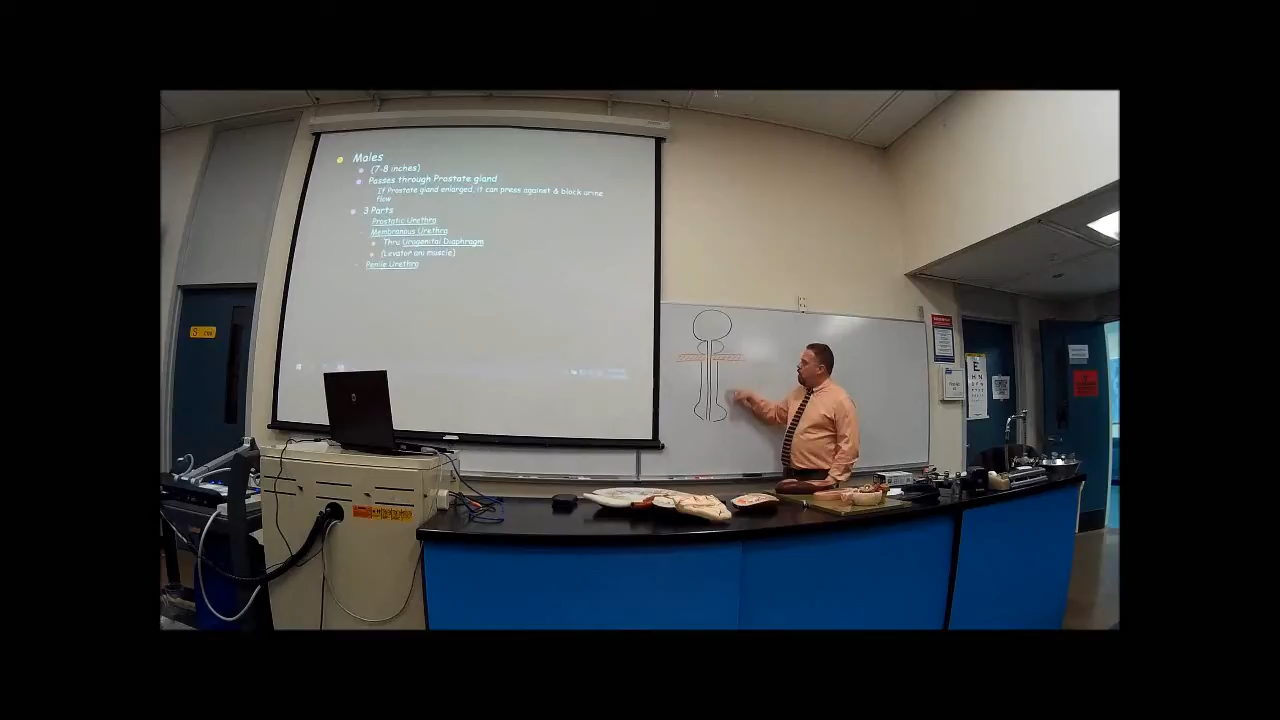 Males
(7-8 inches)
Passes through Prostate gland
If Prostate gland enlarged, it can press against & block urine
flow
3 Parts
Prostatic Urethra
Membranous Urethra
Thru Urogenital Diaphragm
(Levator ani muscle)
Penile Urethra
E
H N